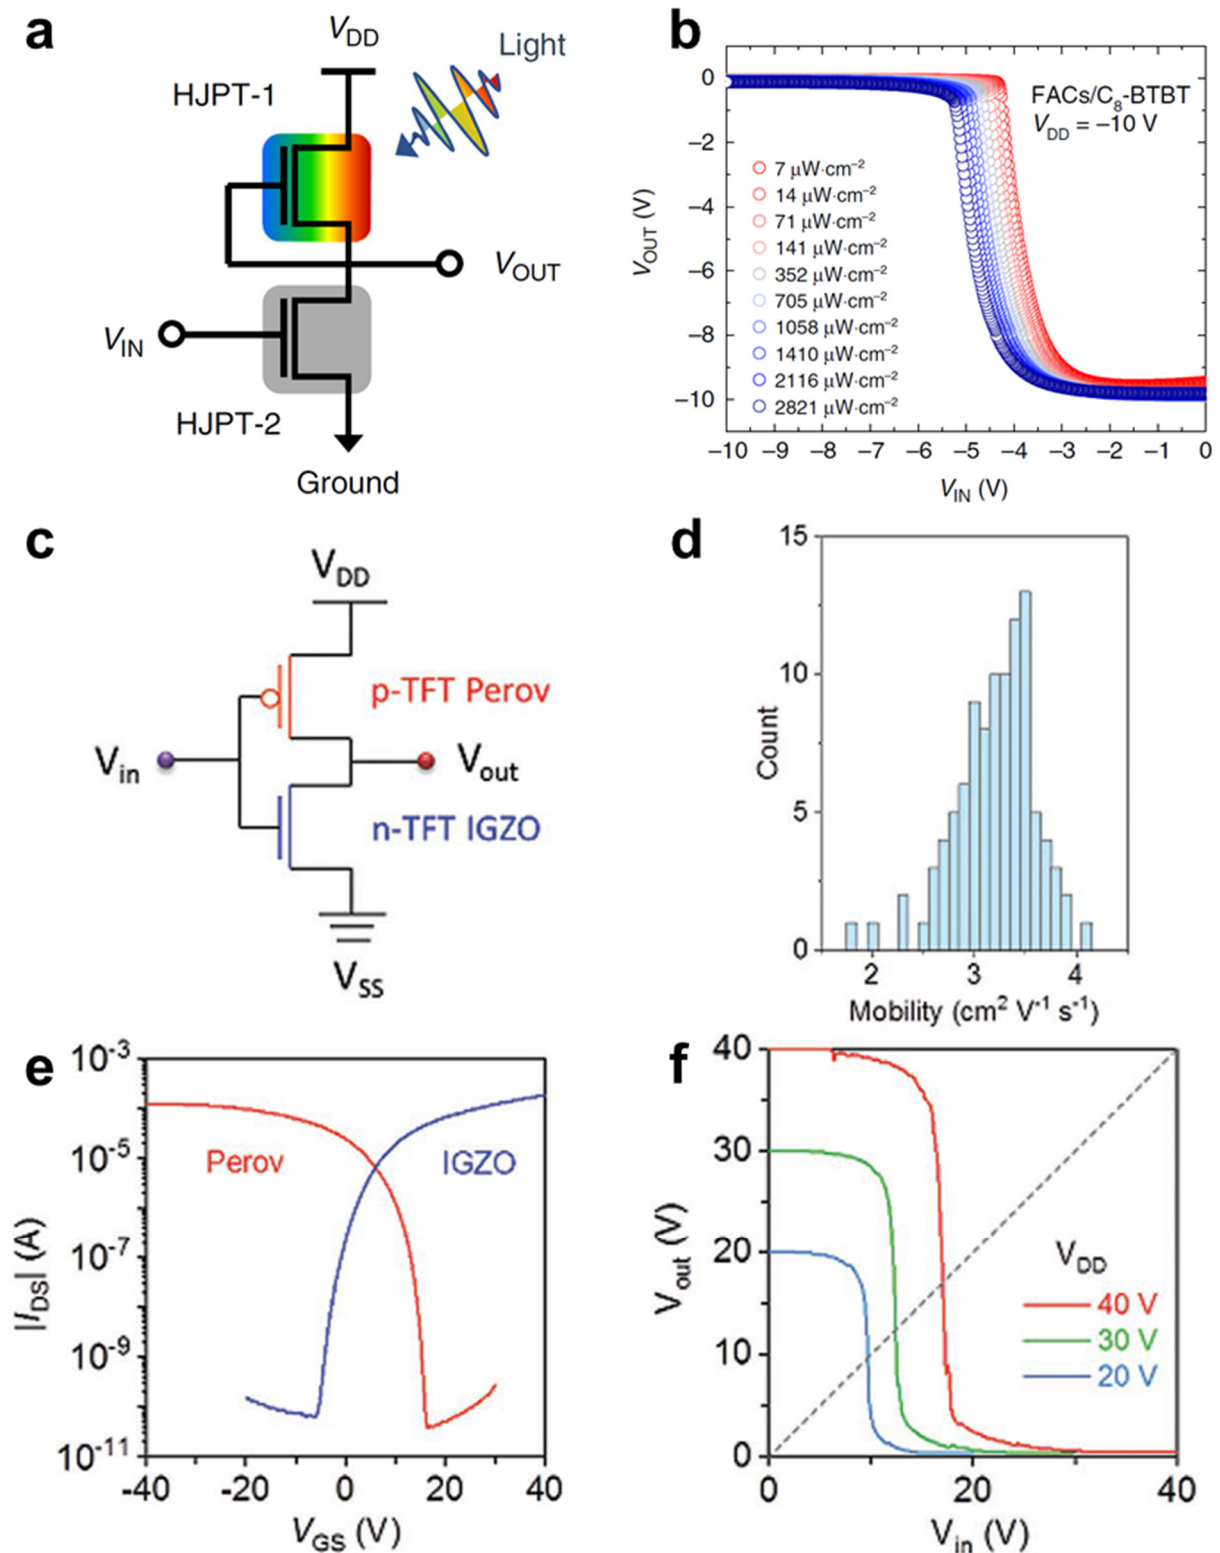 a
V_DD
Light
HJPT-1
V_OUT
V_IN
HJPT-2
Ground
b
FACs/C8-BTBT
V_DD = –10 V
7 μW·cm⁻²
14 μW·cm⁻²
71 μW·cm⁻²
141 μW·cm⁻²
352 μW·cm⁻²
705 μW·cm⁻²
1058 μW·cm⁻²
1410 μW·cm⁻²
2116 μW·cm⁻²
2821 μW·cm⁻²
V_OUT (V)
0
–2
–4
–6
–8
–10
–10 –9 –8 –7 –6 –5 –4 –3 –2 –1 0
V_IN (V)
c
V_DD
p-TFT Perov
V_in
V_out
n-TFT IGZO
V_SS
d
15
10
5
0
Count
2 3 4
Mobility (cm² V⁻¹ s⁻¹)
e
10⁻³
10⁻⁵
10⁻⁷
10⁻⁹
10⁻¹¹
|I_DS| (A)
Perov
IGZO
-40 -20 0 20 40
V_GS (V)
f
40
30
20
10
0
V_out (V)
V_DD
40 V
30 V
20 V
0 20 40
V_in (V)